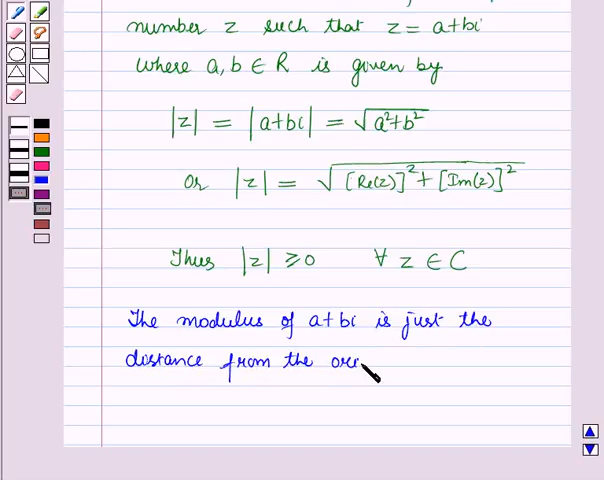 number z such that z = a+bi
where a, b ∈ R is given by
|z| = |a+bi| = √a²+b²
or |z| = √[Re(z)]²+[Im(z)]²
Thus |z| ⩾ 0 ∀ z ∈ C
The modulus of a+bi is just the
distance from the ori